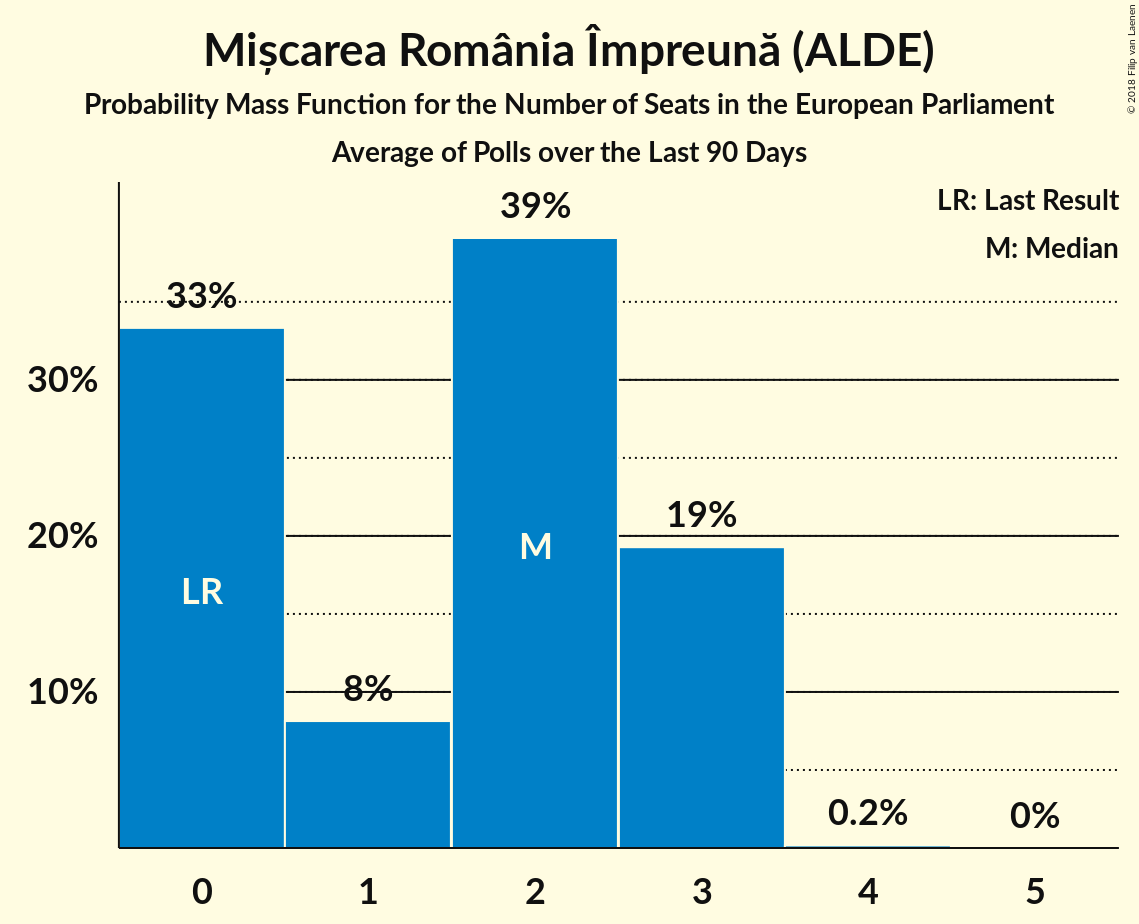 Mișcarea România Împreună (ALDE)
Probability Mass Function for the Number of Seats in the European Parliament
Average of Polls over the Last 90 Days
© 2018 Filip van Laenen
LR: Last Result
M: Median
39%
33%
30%
20%
19%
M
LR
10%
8%
0.2%
0%
0 1 2 3 4 5